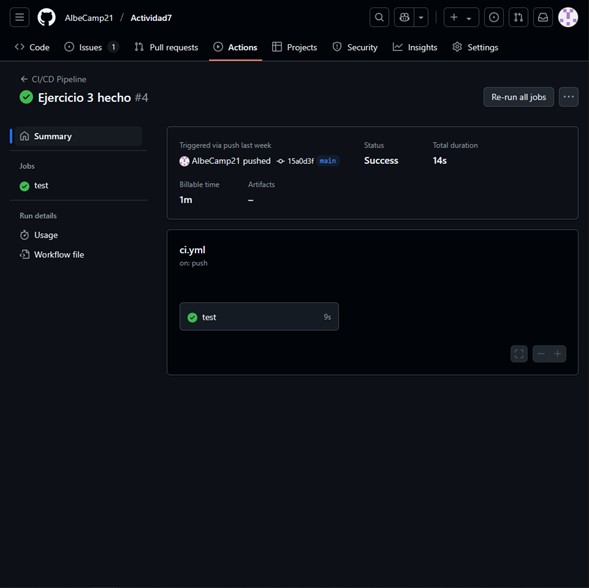 AlbeCamp21 / Actividad7
Code Issues 1 Pull requests Actions Projects Security Insights Settings
CI/CD Pipeline
Ejercicio 3 hecho #4
Re-run all jobs
Summary
Jobs
test
Run details
Usage
Workflow file
Triggered via push last week
AlbeCamp21 pushed 15a0d3f main
Status
Success
Total duration
14s
Billable time
1m
Artifacts
–
ci.yml
on: push
test 9s